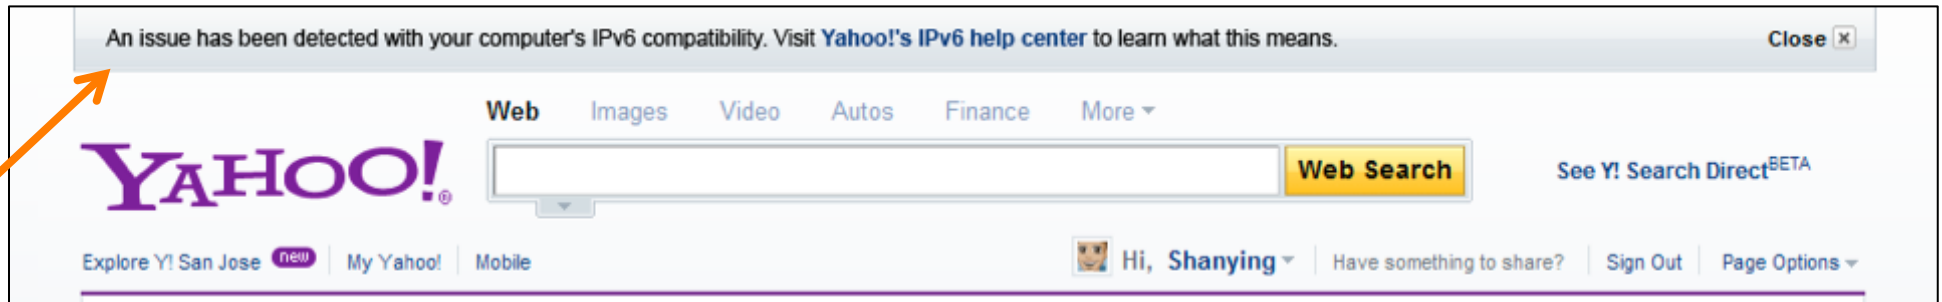 An issue has been detected with your computer's IPv6 compatibility. Visit Yahoo!'s IPv6 help center to learn what this means. Close
Web Images Video Autos Finance More
YAHOO!®
Web Search
See Y! Search DirectBETA
Explore Y! San Jose new My Yahoo! Mobile Hi, Shanying Have something to share? Sign Out Page Options